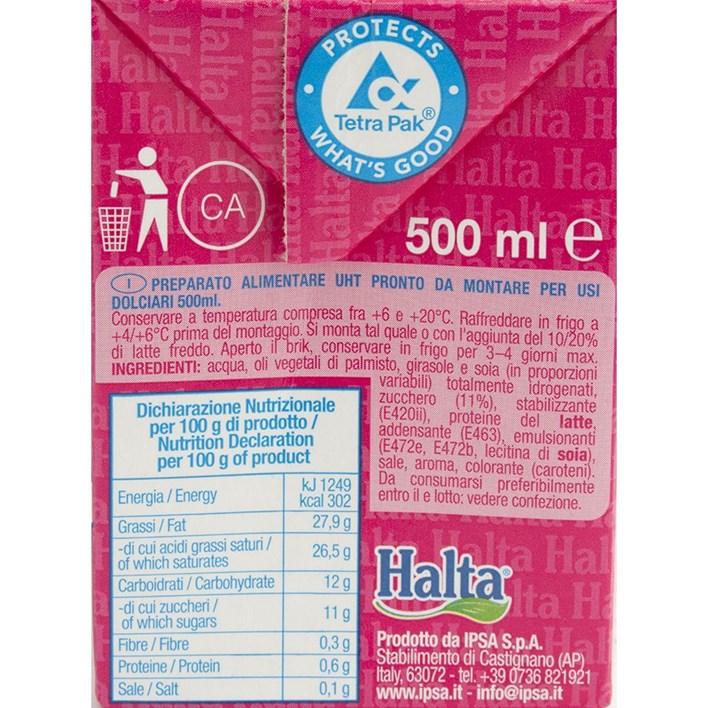 PROTECTS
Tetra Pak®
WHAT'S GOOD
CA
500 ml e
I PREPARATO ALIMENTARE UHT PRONTO DA MONTARE PER USI
DOLCIARI 500ml.
Conservare a temperatura compresa fra +6 e +20°C. Raffreddare in frigo a
+4/+6°C prima del montaggio. Si monta tal quale o con l'aggiunta del 10/20%
di latte freddo. Aperto il brik, conservare in frigo per 3–4 giorni max.
INGREDIENTI: acqua, oli vegetali di palmisto, girasole e soia (in proporzioni
variabili) totalmente idrogenati,
zucchero (11%), stabilizzante
(E420ii), proteine del latte,
addensante (E463), emulsionanti
(E472e, E472b, lecitina di soia),
sale, aroma, colorante (caroteni).
Da consumarsi preferibilmente
entro il e lotto: vedere confezione.
Dichiarazione Nutrizionale
per 100 g di prodotto /
Nutrition Declaration
per 100 g of product
Energia / Energy kJ 1249
kcal 302
Grassi / Fat 27,9 g
-di cui acidi grassi saturi /
of which saturates 26,5 g
Carboidrati / Carbohydrate 12 g
-di cui zuccheri /
of which sugars 11 g
Fibre / Fibre 0,3 g
Proteine / Protein 0,6 g
Sale / Salt 0,1 g
Halta®
Prodotto da IPSA S.p.A.
Stabilimento di Castignano (AP)
Italy, 63072 - tel. +39 0736 821921
www.ipsa.it - info@ipsa.it